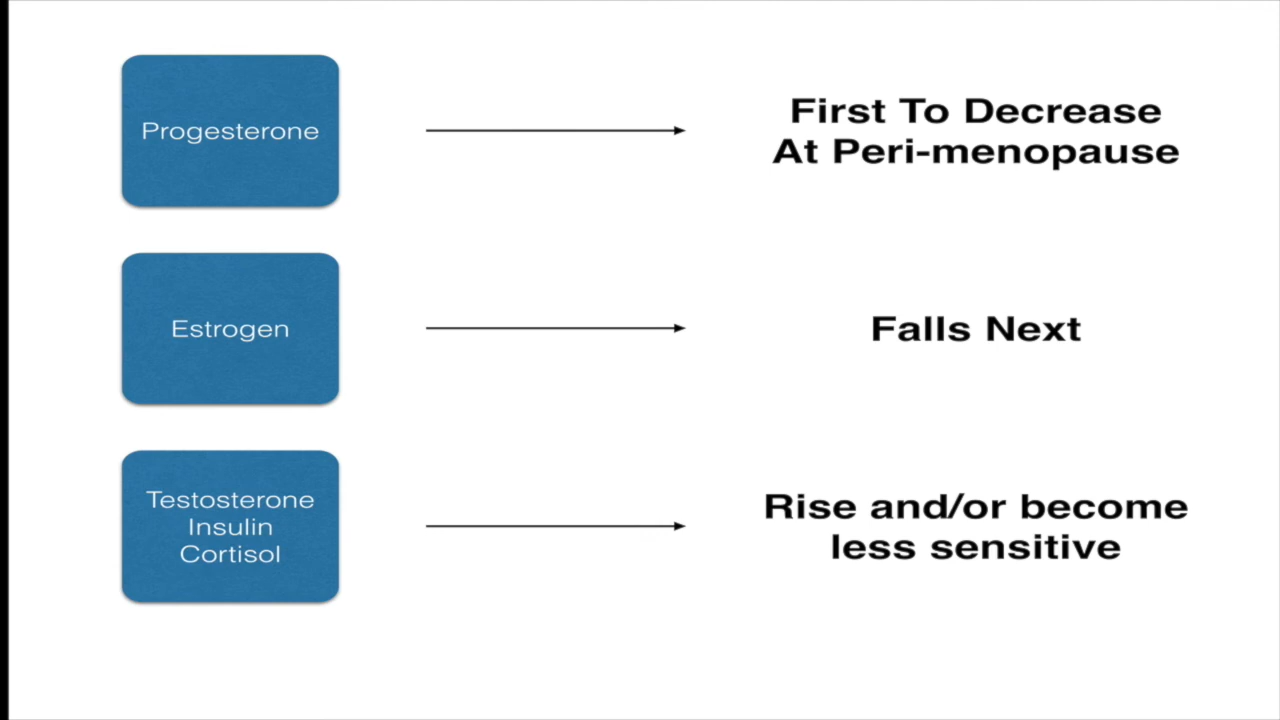 Progesterone
First To Decrease
At Peri-menopause
Estrogen
Falls Next
Testosterone
Insulin
Cortisol
Rise and/or become
less sensitive